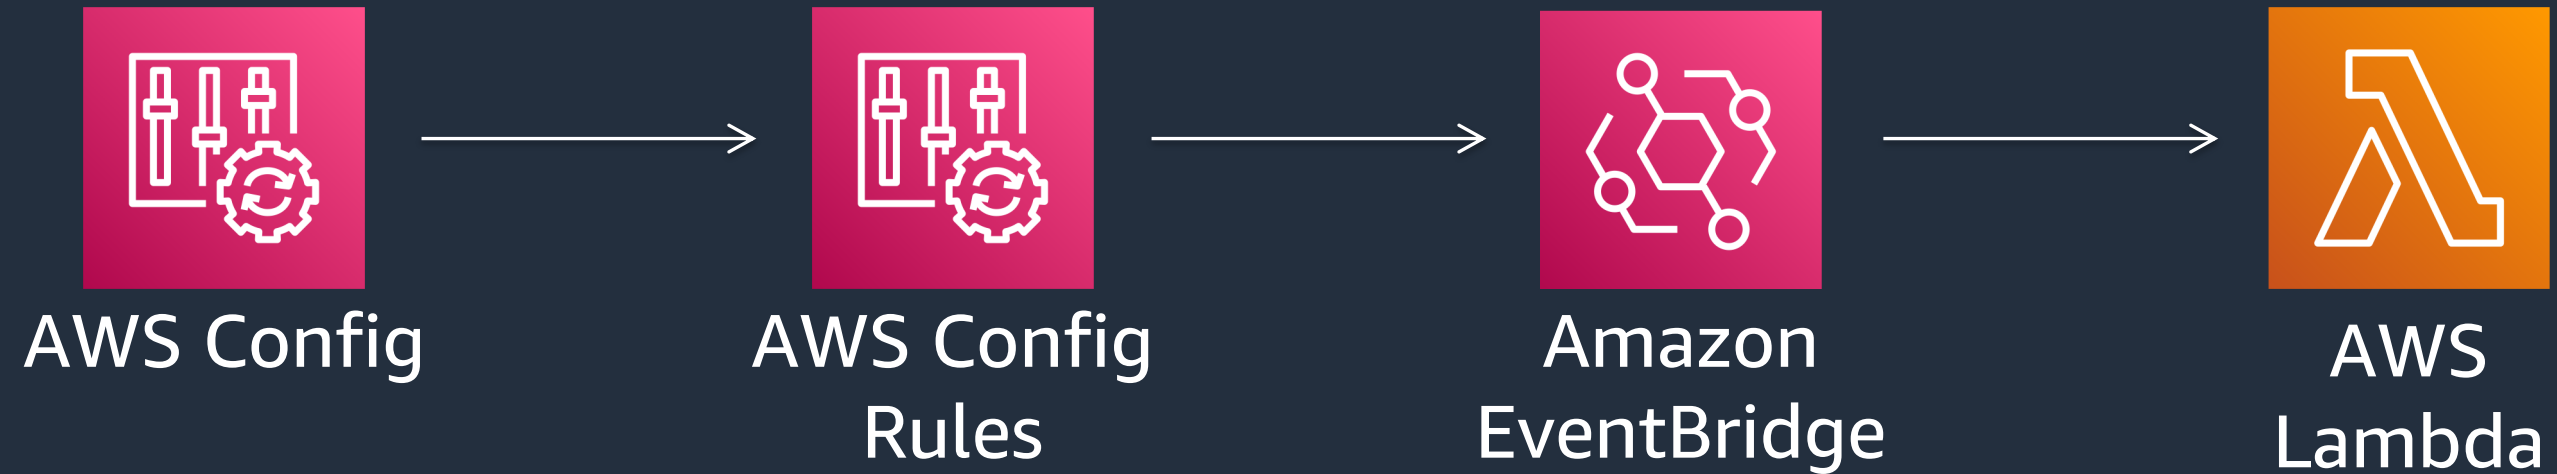 AWS Config
AWS Config
Rules
Amazon
EventBridge
AWS
Lambda